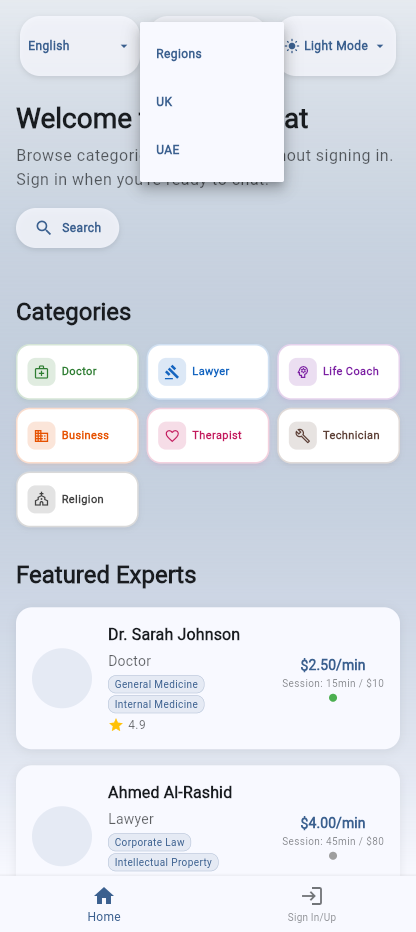 English
Light Mode
Regions
UK
UAE
Welcome at
Browse categori out signing in.
Sign in when you're ready to chat.
Search
Categories
Doctor
Lawyer
Life Coach
Business
Therapist
Technician
Religion
Featured Experts
Dr. Sarah Johnson
Doctor
General Medicine
Internal Medicine
4.9
$2.50/min
Session: 15min / $10
Ahmed Al-Rashid
Lawyer
Corporate Law
Intellectual Property
$4.00/min
Session: 45min / $80
Home
Sign In/Up